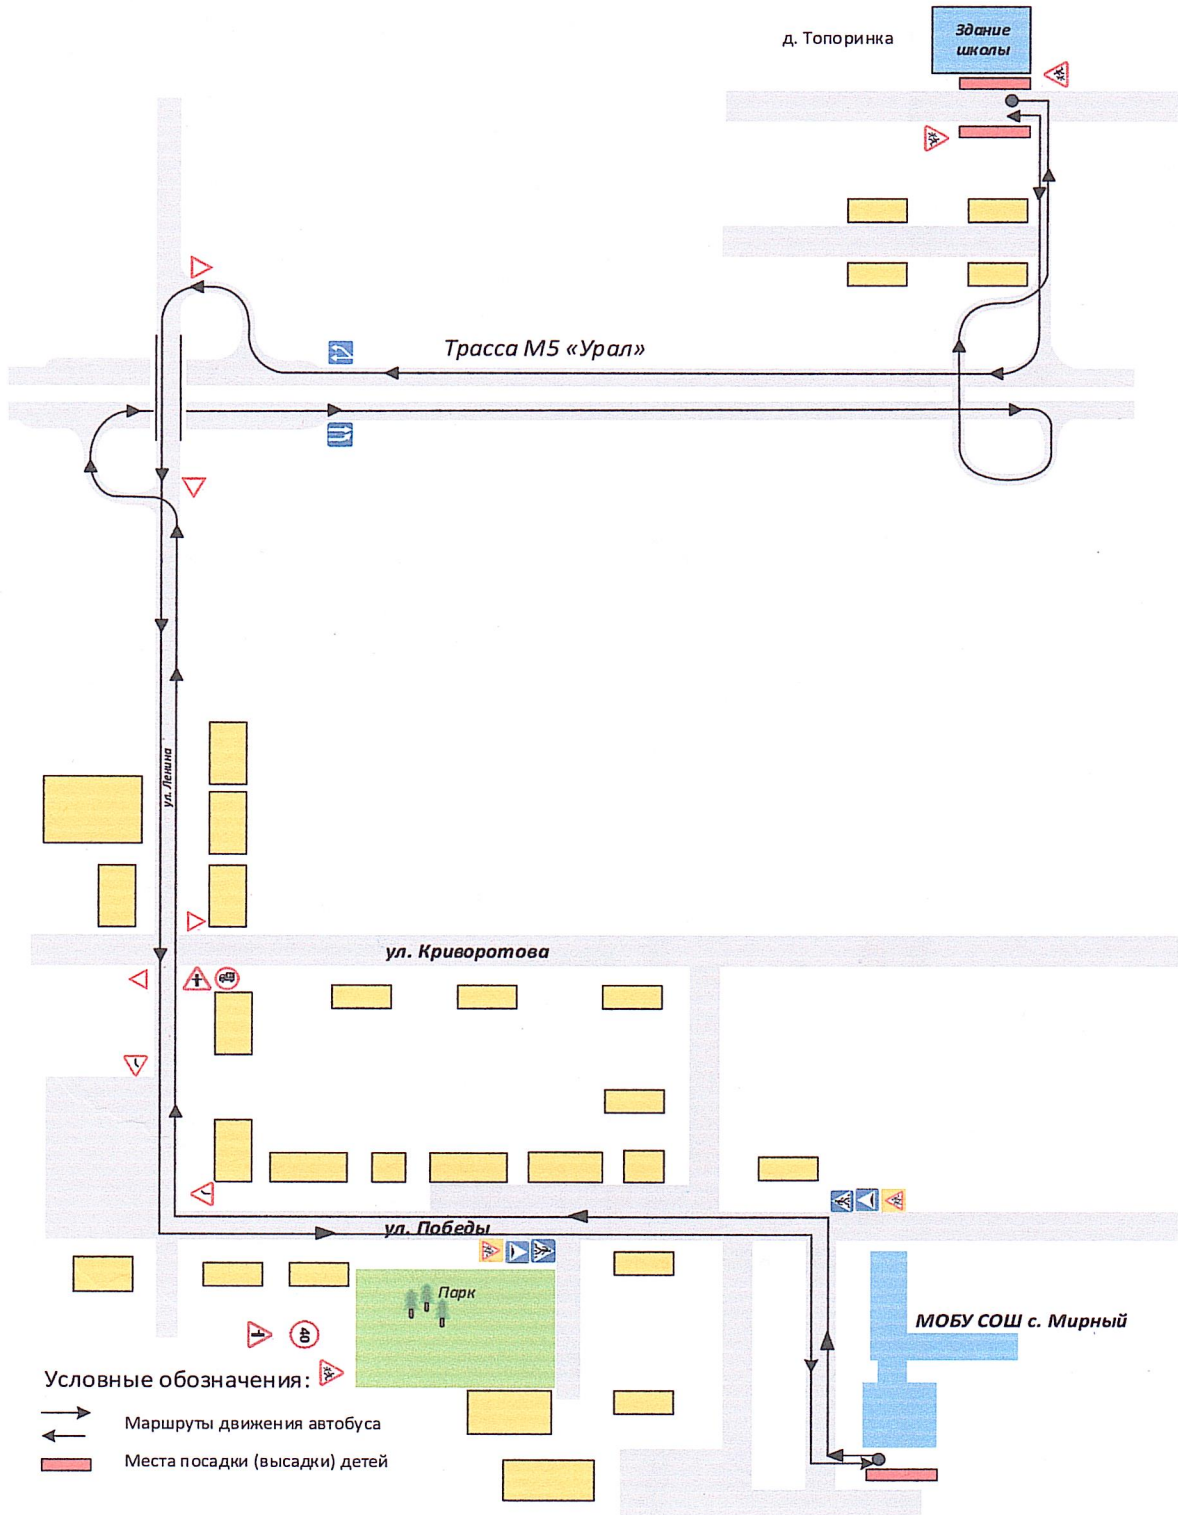 д. Топоринка
Здание
школы
Трасса М5 «Урал»
ул. Ленина
ул. Криворотова
ул. Победы
Парк
40
МОБУ СОШ с. Мирный
Условные обозначения:
Маршруты движения автобуса
Места посадки (высадки) детей